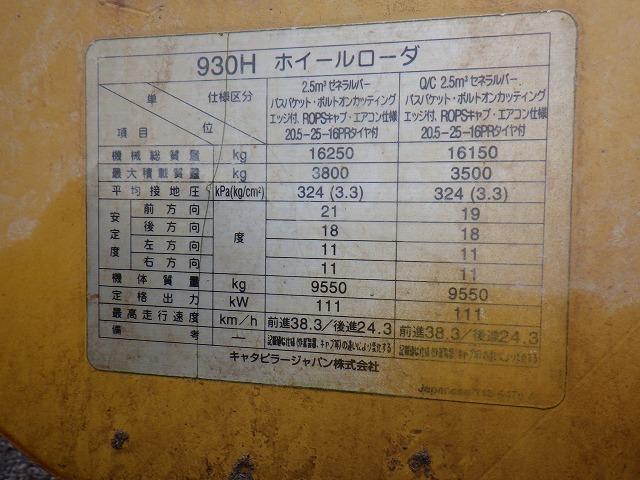 930H ホイールローダ
単 仕様区分 2.5m³ゼネラルパー Q/C 2.5m³ゼネラルパー
パスバケット・ボルトオンカッティング パスバケット・ボルトオンカッティング
エッジ付、ROPSキャブ・エアコン仕様 エッジ付、ROPSキャブ・エアコン仕様
項目 位 20.5-25-16PRタイヤ付 20.5-25-16PRタイヤ付
機械総質量 kg 16250 16150
最大積載質量 kg 3800 3500
平均接地圧 kPa(kg/cm²) 324 (3.3) 324 (3.3)
安定度 前方向 度 21 19
後方向 18 18
左方向 11 11
右方向 11 11
機体質量 kg 9550 9550
定格出力 kW 111 111
最高走行速度 km/h 前進38.3/後進24.3 前進38.3/後進24.3
備考 —
キャタピラージャパン株式会社
Japanese